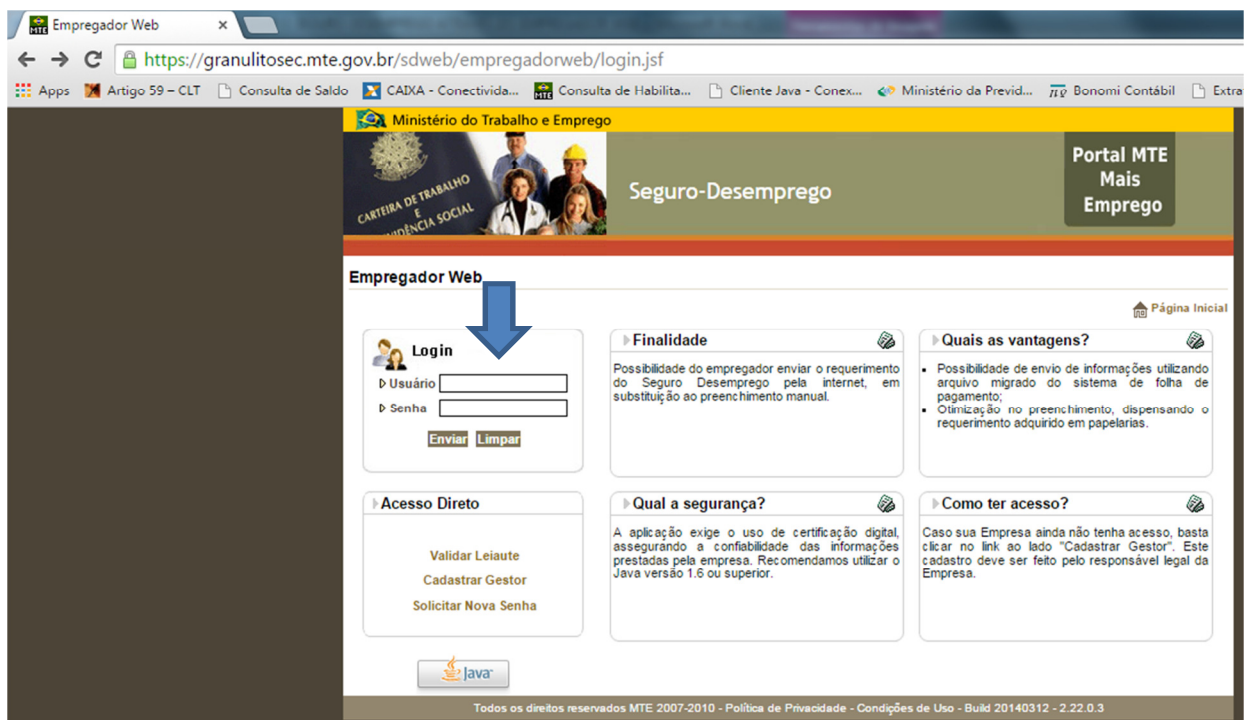 Empregador Web
https://granulitosec.mte.gov.br/sdweb/empregadorweb/login.jsf
Apps Artigo 59 – CLT Consulta de Saldo CAIXA - Conectivida... Consulta de Habilita... Cliente Java - Conex... Ministério da Previd... Bonomi Contábil Extra
Ministério do Trabalho e Emprego
CARTEIRA DE TRABALHO
E
PREVIDÊNCIA SOCIAL
Seguro-Desemprego
Portal MTE
Mais
Emprego
Empregador Web
Página Inicial
Login
Usuário
Senha
Enviar Limpar
Finalidade
Possibilidade do empregador enviar o requerimento
do Seguro Desemprego pela internet, em
substituição ao preenchimento manual.
Quais as vantagens?
Possibilidade de envio de informações utilizando
arquivo migrado do sistema de folha de
pagamento;
Otimização no preenchimento, dispensando o
requerimento adquirido em papelarias.
Acesso Direto
Validar Leiaute
Cadastrar Gestor
Solicitar Nova Senha
Qual a segurança?
A aplicação exige o uso de certificação digital,
assegurando a confiabilidade das informações
prestadas pela empresa. Recomendamos utilizar o
Java versão 1.6 ou superior.
Como ter acesso?
Caso sua Empresa ainda não tenha acesso, basta
clicar no link ao lado "Cadastrar Gestor". Este
cadastro deve ser feito pelo responsável legal da
Empresa.
Java
Todos os direitos reservados MTE 2007-2010 - Política de Privacidade - Condições de Uso - Build 20140312 - 2.22.0.3